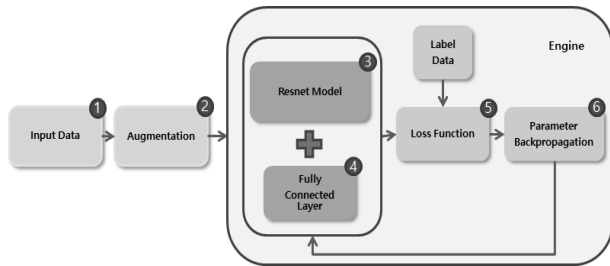 Engine
1
Input Data
2
Augmentation
3
Resnet Model
4
Fully
Connected
Layer
Label
Data
5
Loss Function
6
Parameter
Backpropagation